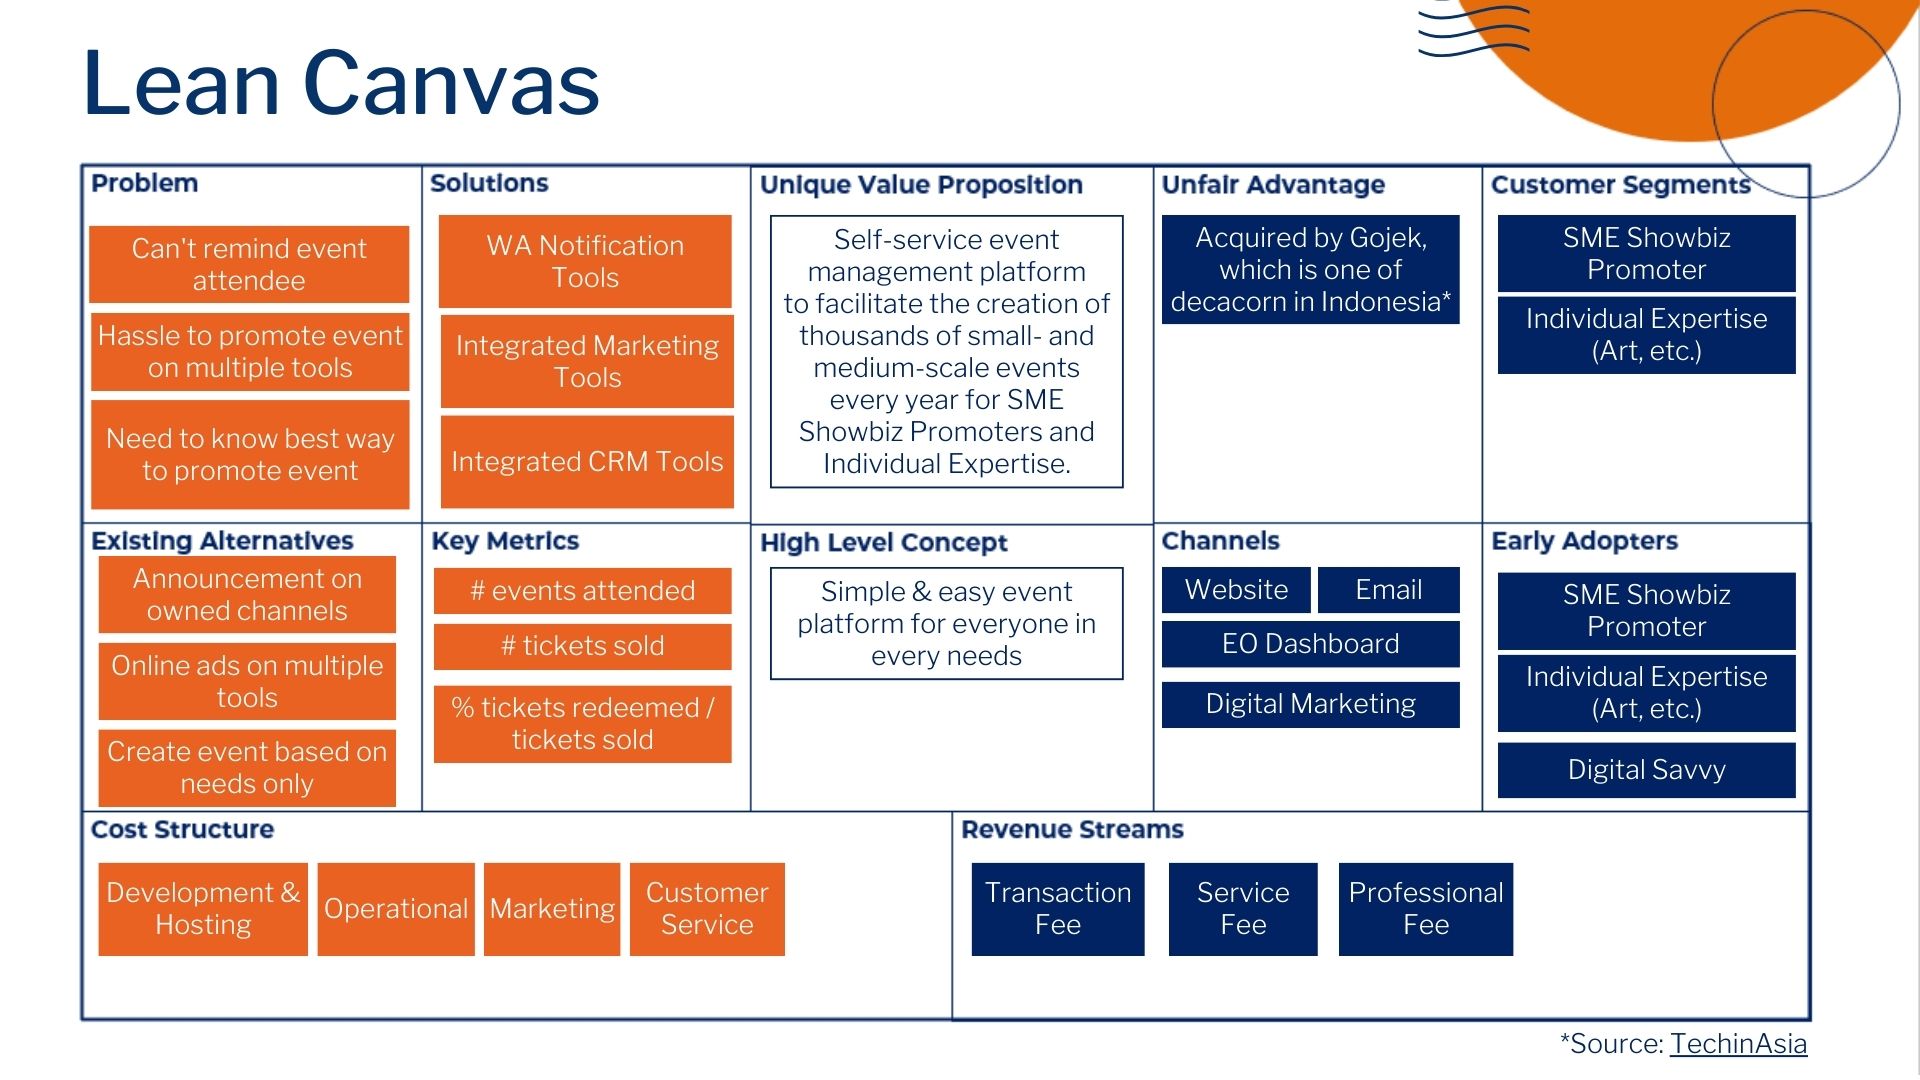 Lean Canvas
Problem
Can't remind event
attendee
Hassle to promote event
on multiple tools
Need to know best way
to promote event
Solutions
WA Notification
Tools
Integrated Marketing
Tools
Integrated CRM Tools
Unique Value Proposition
Self-service event
management platform
to facilitate the creation of
thousands of small- and
medium-scale events
every year for SME
Showbiz Promoters and
Individual Expertise.
Unfair Advantage
Acquired by Gojek,
which is one of
decacorn in Indonesia*
Customer Segments
SME Showbiz
Promoter
Individual Expertise
(Art, etc.)
Existing Alternatives
Announcement on
owned channels
Online ads on multiple
tools
Create event based on
needs only
Key Metrics
# events attended
# tickets sold
% tickets redeemed /
tickets sold
High Level Concept
Simple & easy event
platform for everyone in
every needs
Channels
Website
Email
EO Dashboard
Digital Marketing
Early Adopters
SME Showbiz
Promoter
Individual Expertise
(Art, etc.)
Digital Savvy
Cost Structure
Development &
Hosting
Operational
Marketing
Customer
Service
Revenue Streams
Transaction
Fee
Service
Fee
Professional
Fee
*Source: TechinAsia